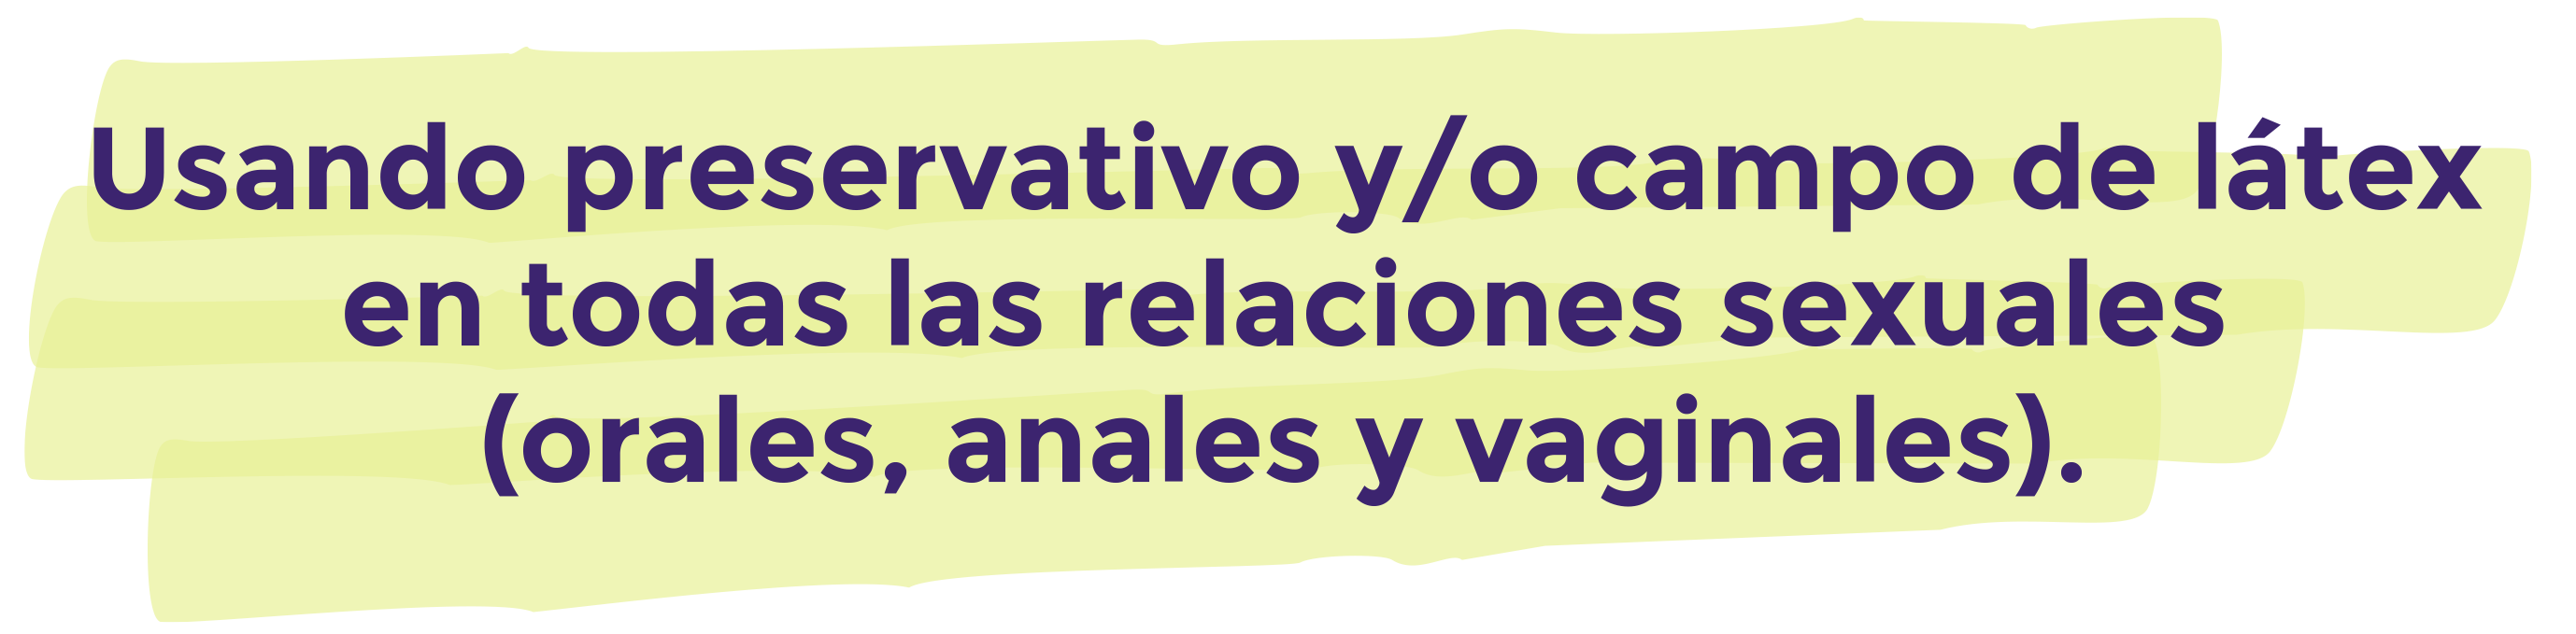 Usando preservativo y/o campo de látex
en todas las relaciones sexuales
(orales, anales y vaginales).